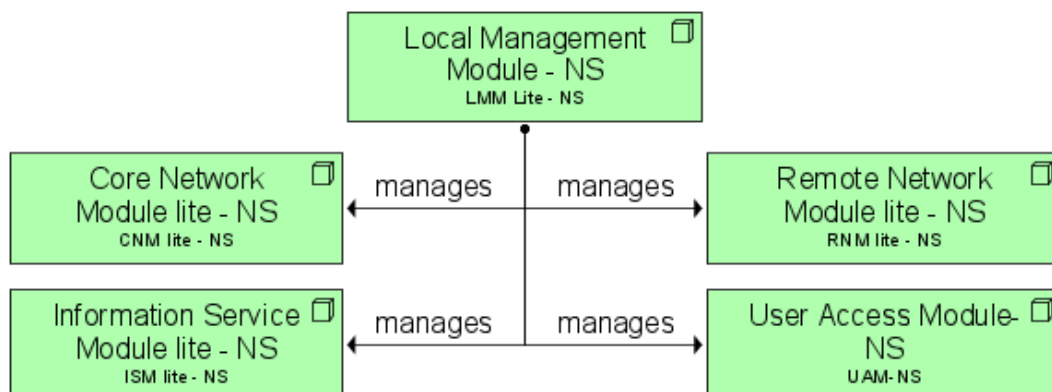 Local Management
Module - NS
LMM Lite - NS
Core Network
Module lite - NS
CNM lite - NS
manages
manages
Remote Network
Module lite - NS
RNM lite - NS
Information Service
Module lite - NS
ISM lite - NS
manages
manages
User Access Module-
NS
UAM-NS